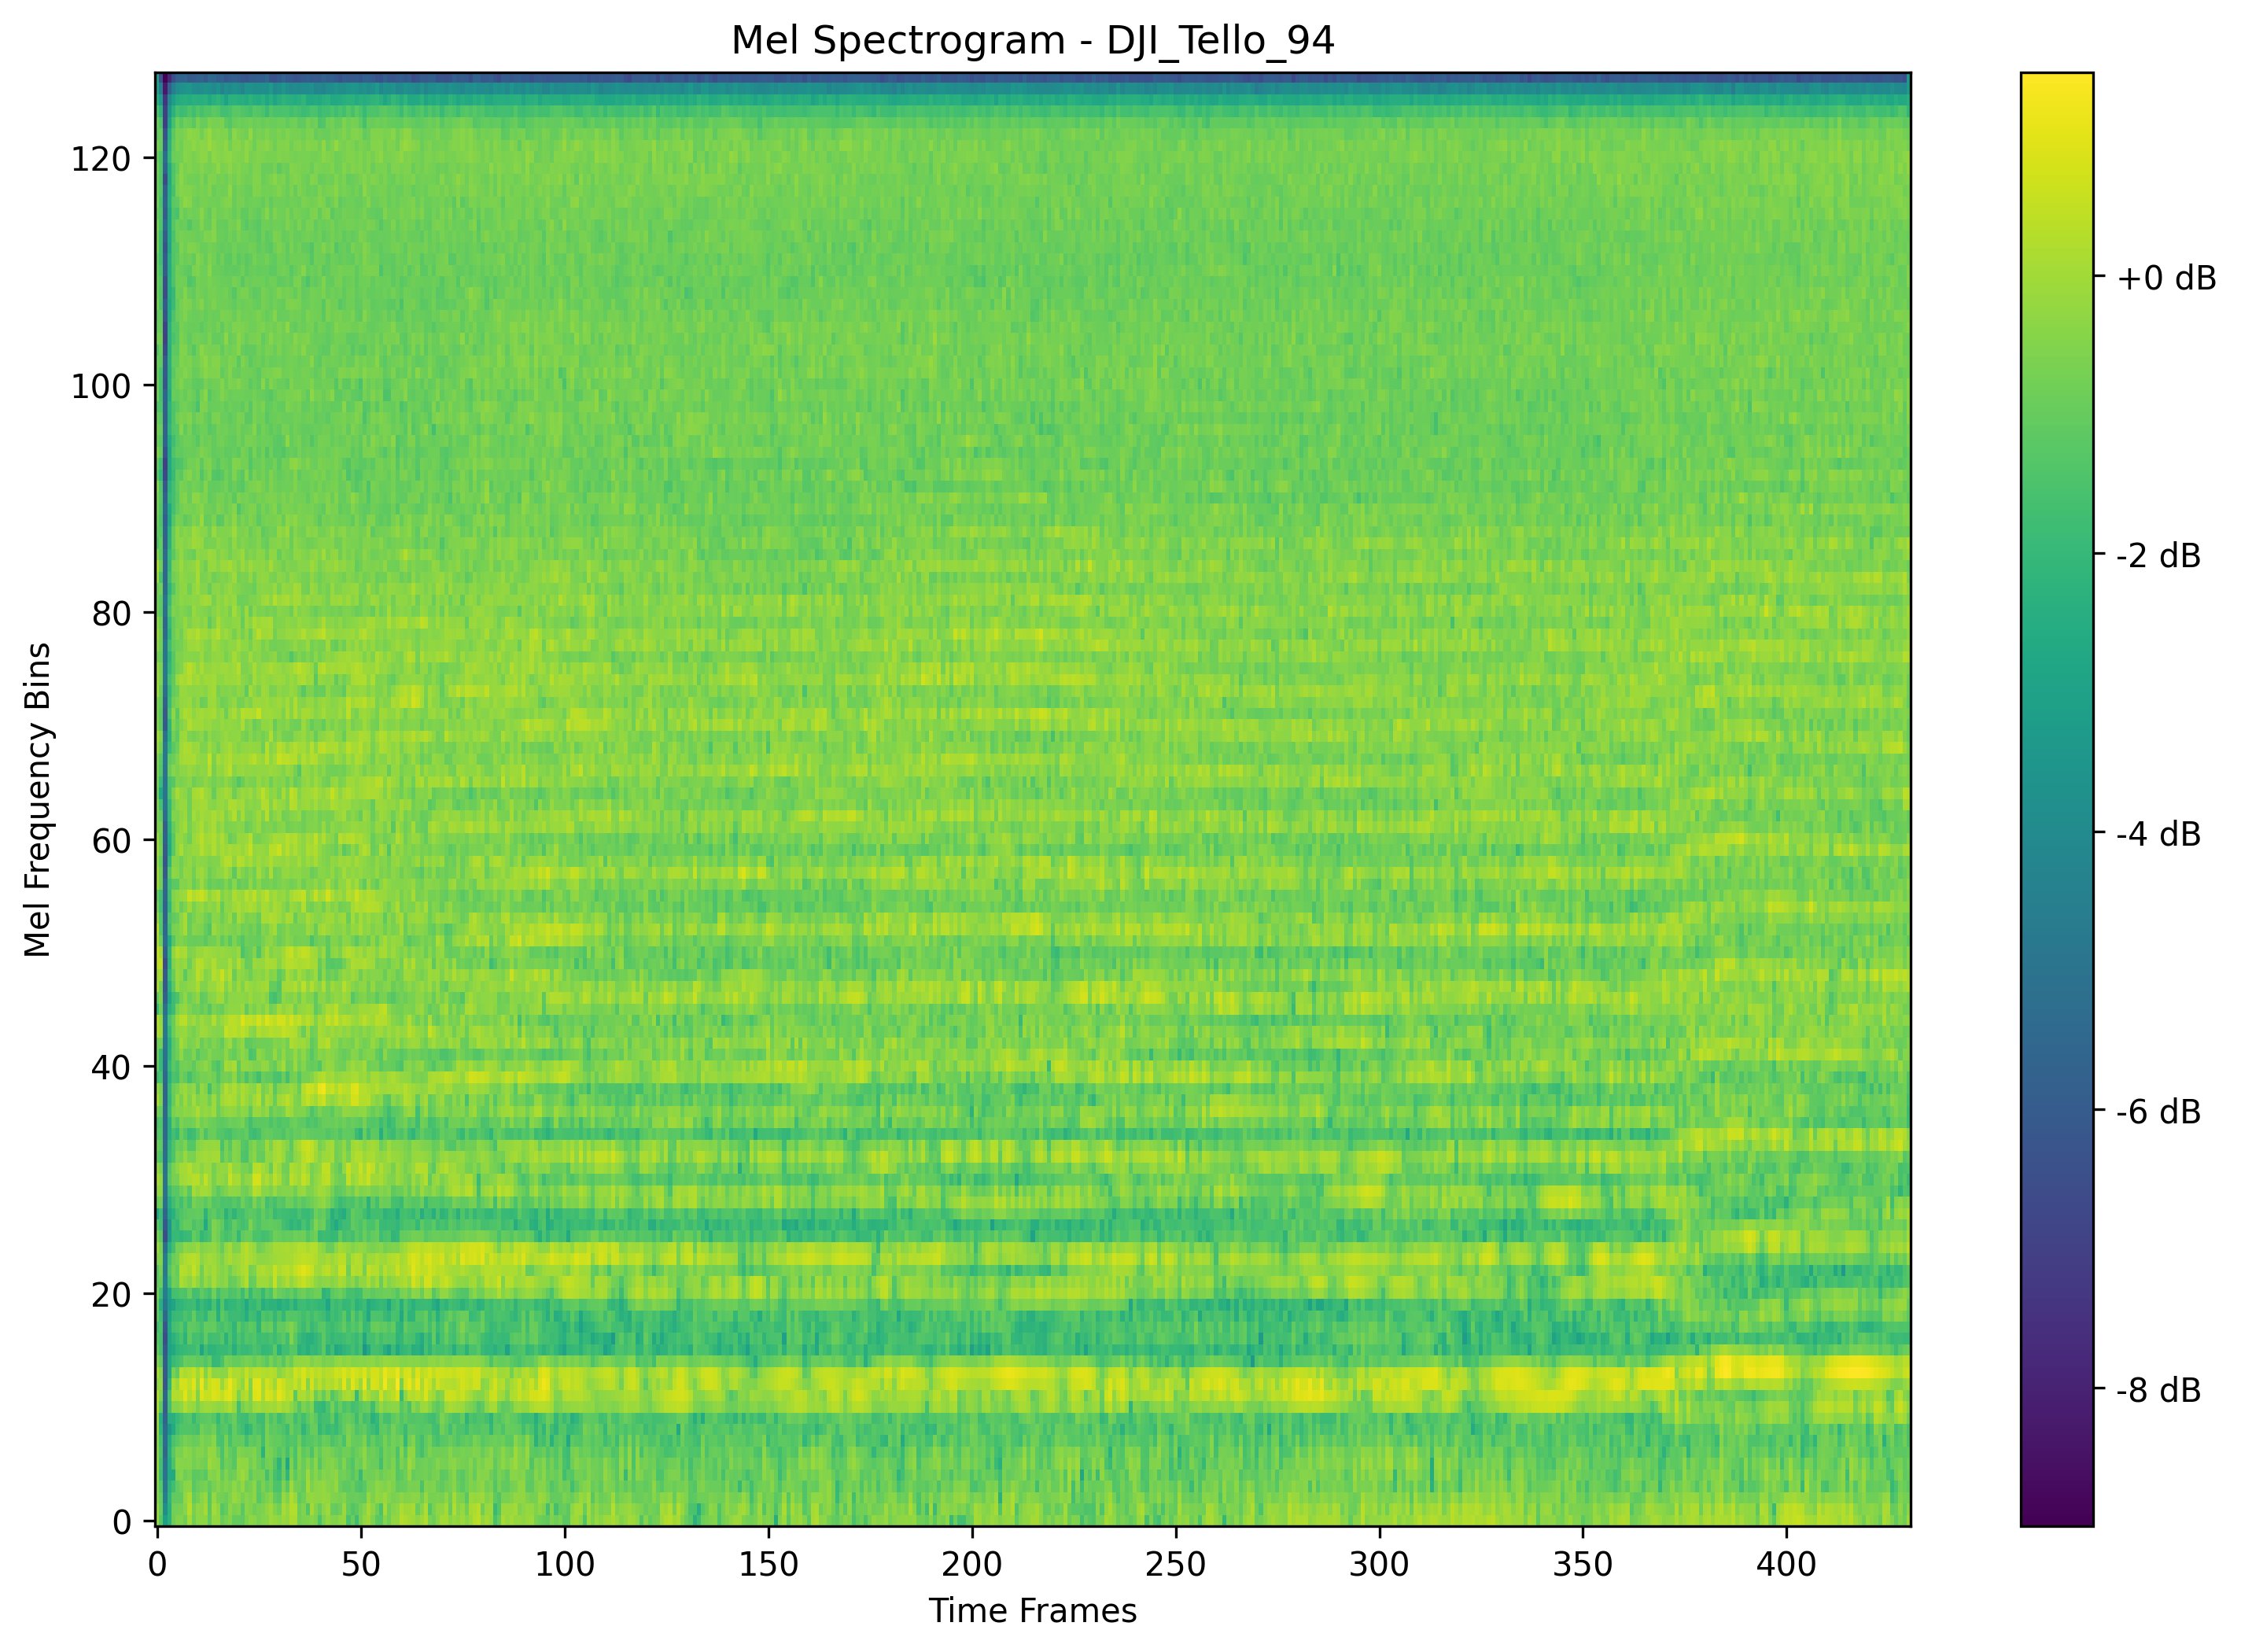 Mel Spectrogram - DJI_Tello_94
Mel Frequency Bins
120
100
80
60
40
20
0
0 50 100 150 200 250 300 350 400
Time Frames
+0 dB
-2 dB
-4 dB
-6 dB
-8 dB